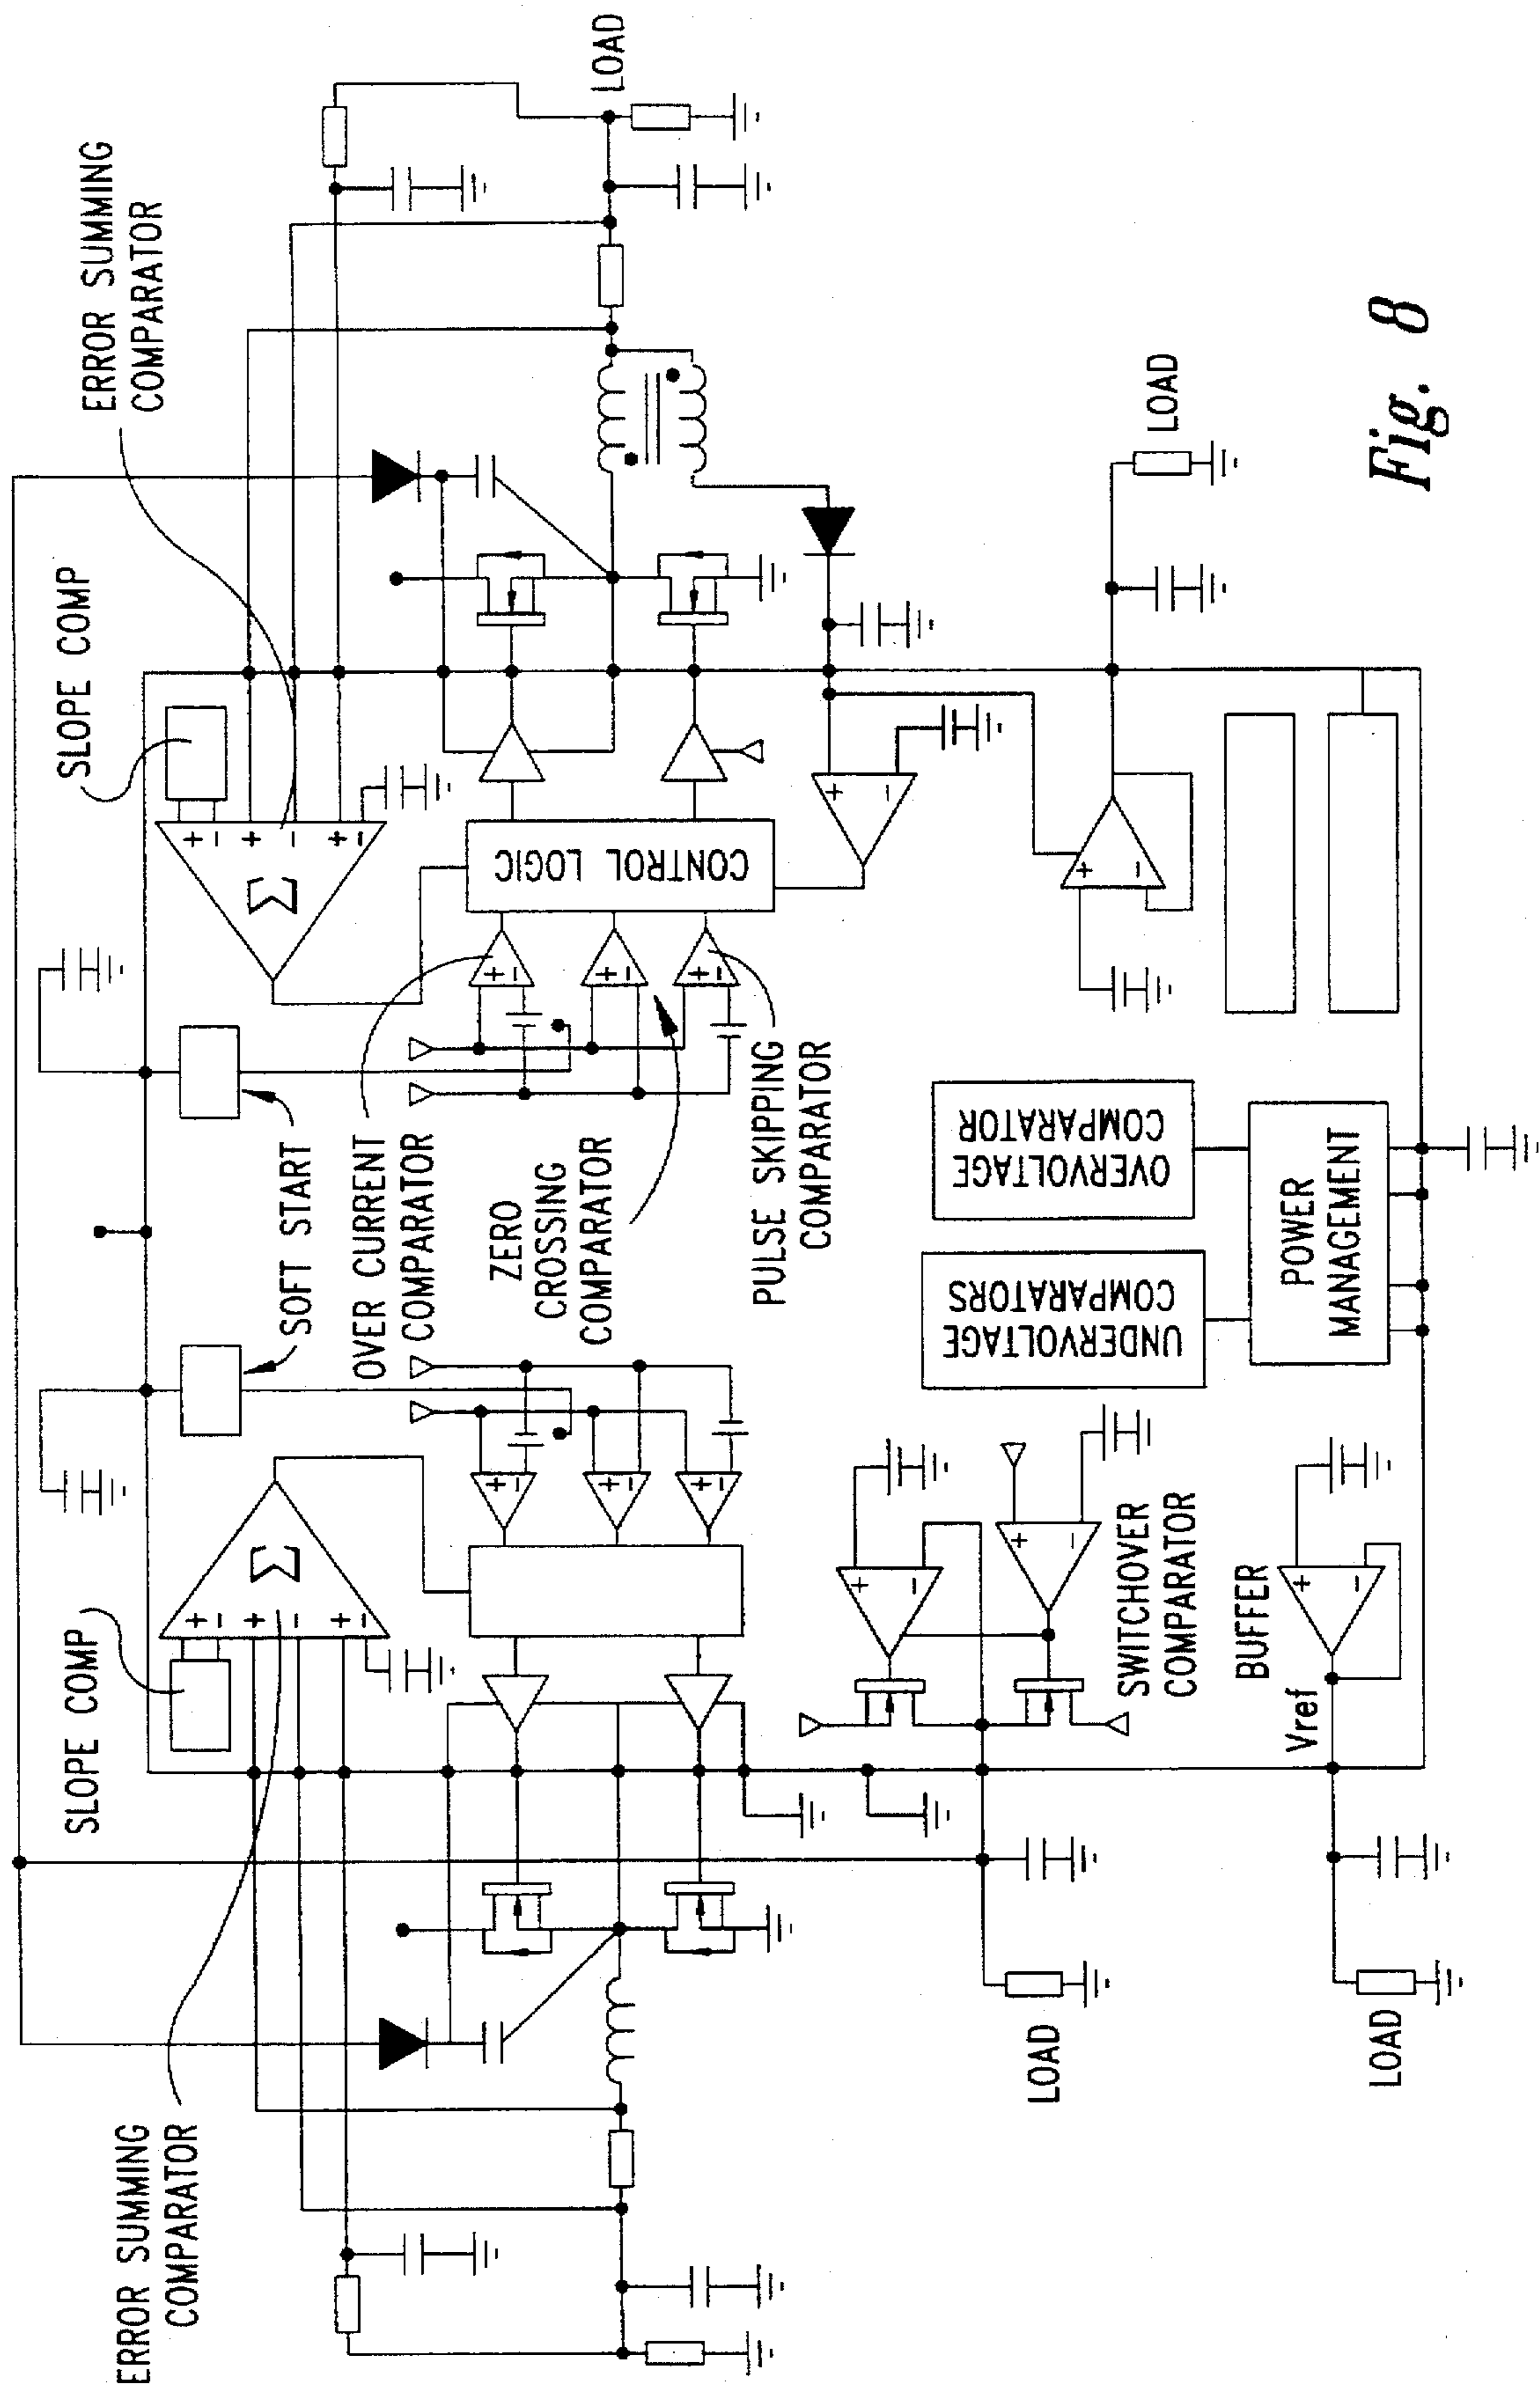 SLOPE COMP
SLOPE COMP
ERROR SUMMING
COMPARATOR
ERROR SUMMING
COMPARATOR
Σ
Σ
SOFT START
OVER CURRENT
COMPARATOR
ZERO
CROSSING
COMPARATOR
PULSE SKIPPING
COMPARATOR
CONTROL LOGIC
LOAD
UNDERVOLTAGE
COMPARATORS
OVERVOLTAGE
COMPARATOR
SWITCHOVER
COMPARATOR
LOAD
LOAD
BUFFER
Vref
POWER
MANAGEMENT
LOAD
Fig. 8